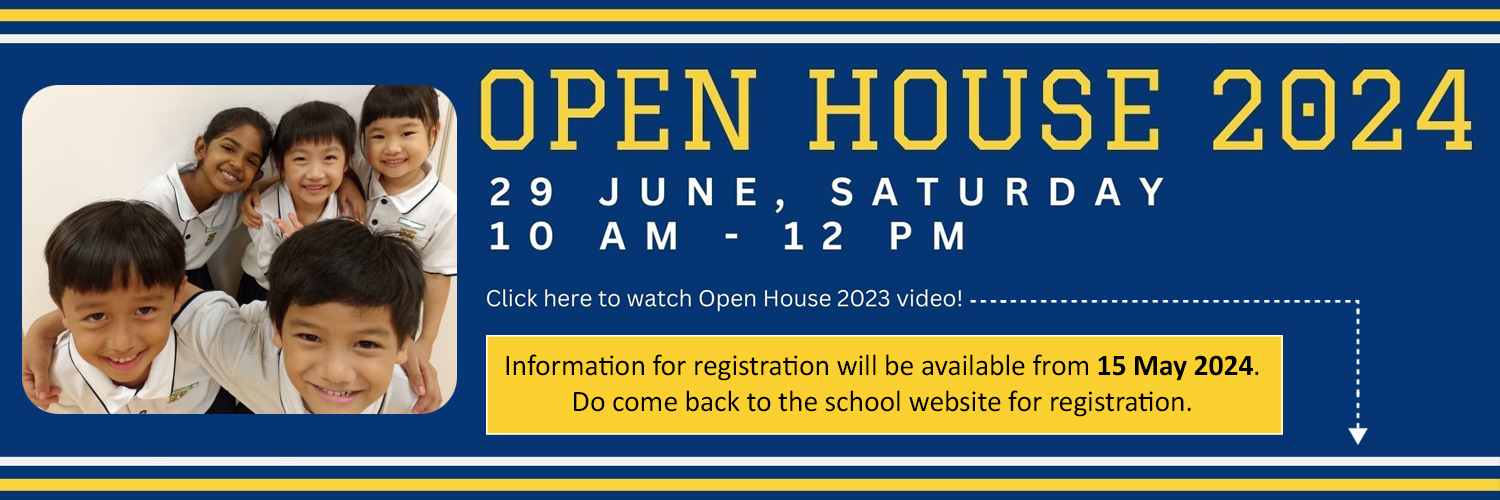 OPEN HOUSE 2024
29 JUNE, SATURDAY
10 AM - 12 PM
Click here to watch Open House 2023 video!
Information for registration will be available from 15 May 2024.
Do come back to the school website for registration.